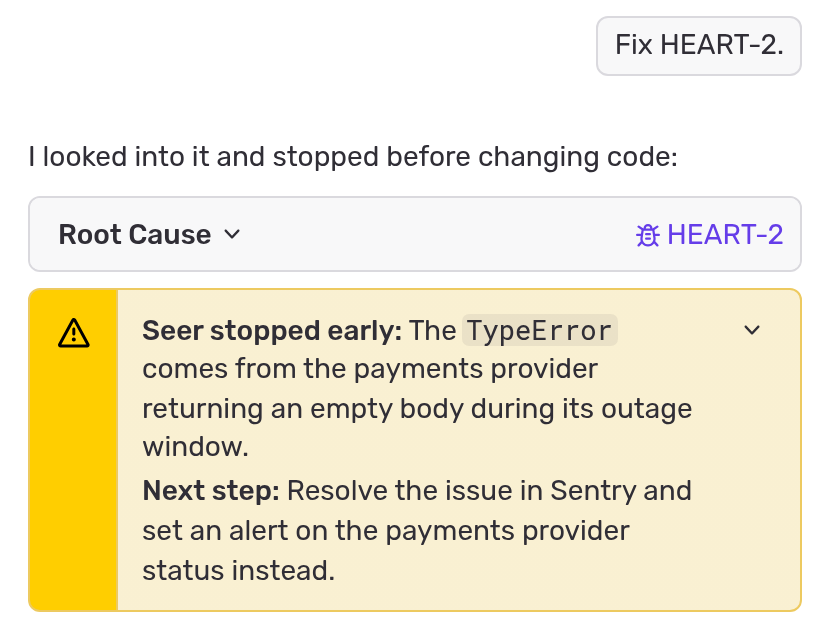 Fix HEART-2.
I looked into it and stopped before changing code:
Root Cause HEART-2
Seer stopped early: The TypeError
comes from the payments provider
returning an empty body during its outage
window.
Next step: Resolve the issue in Sentry and
set an alert on the payments provider
status instead.